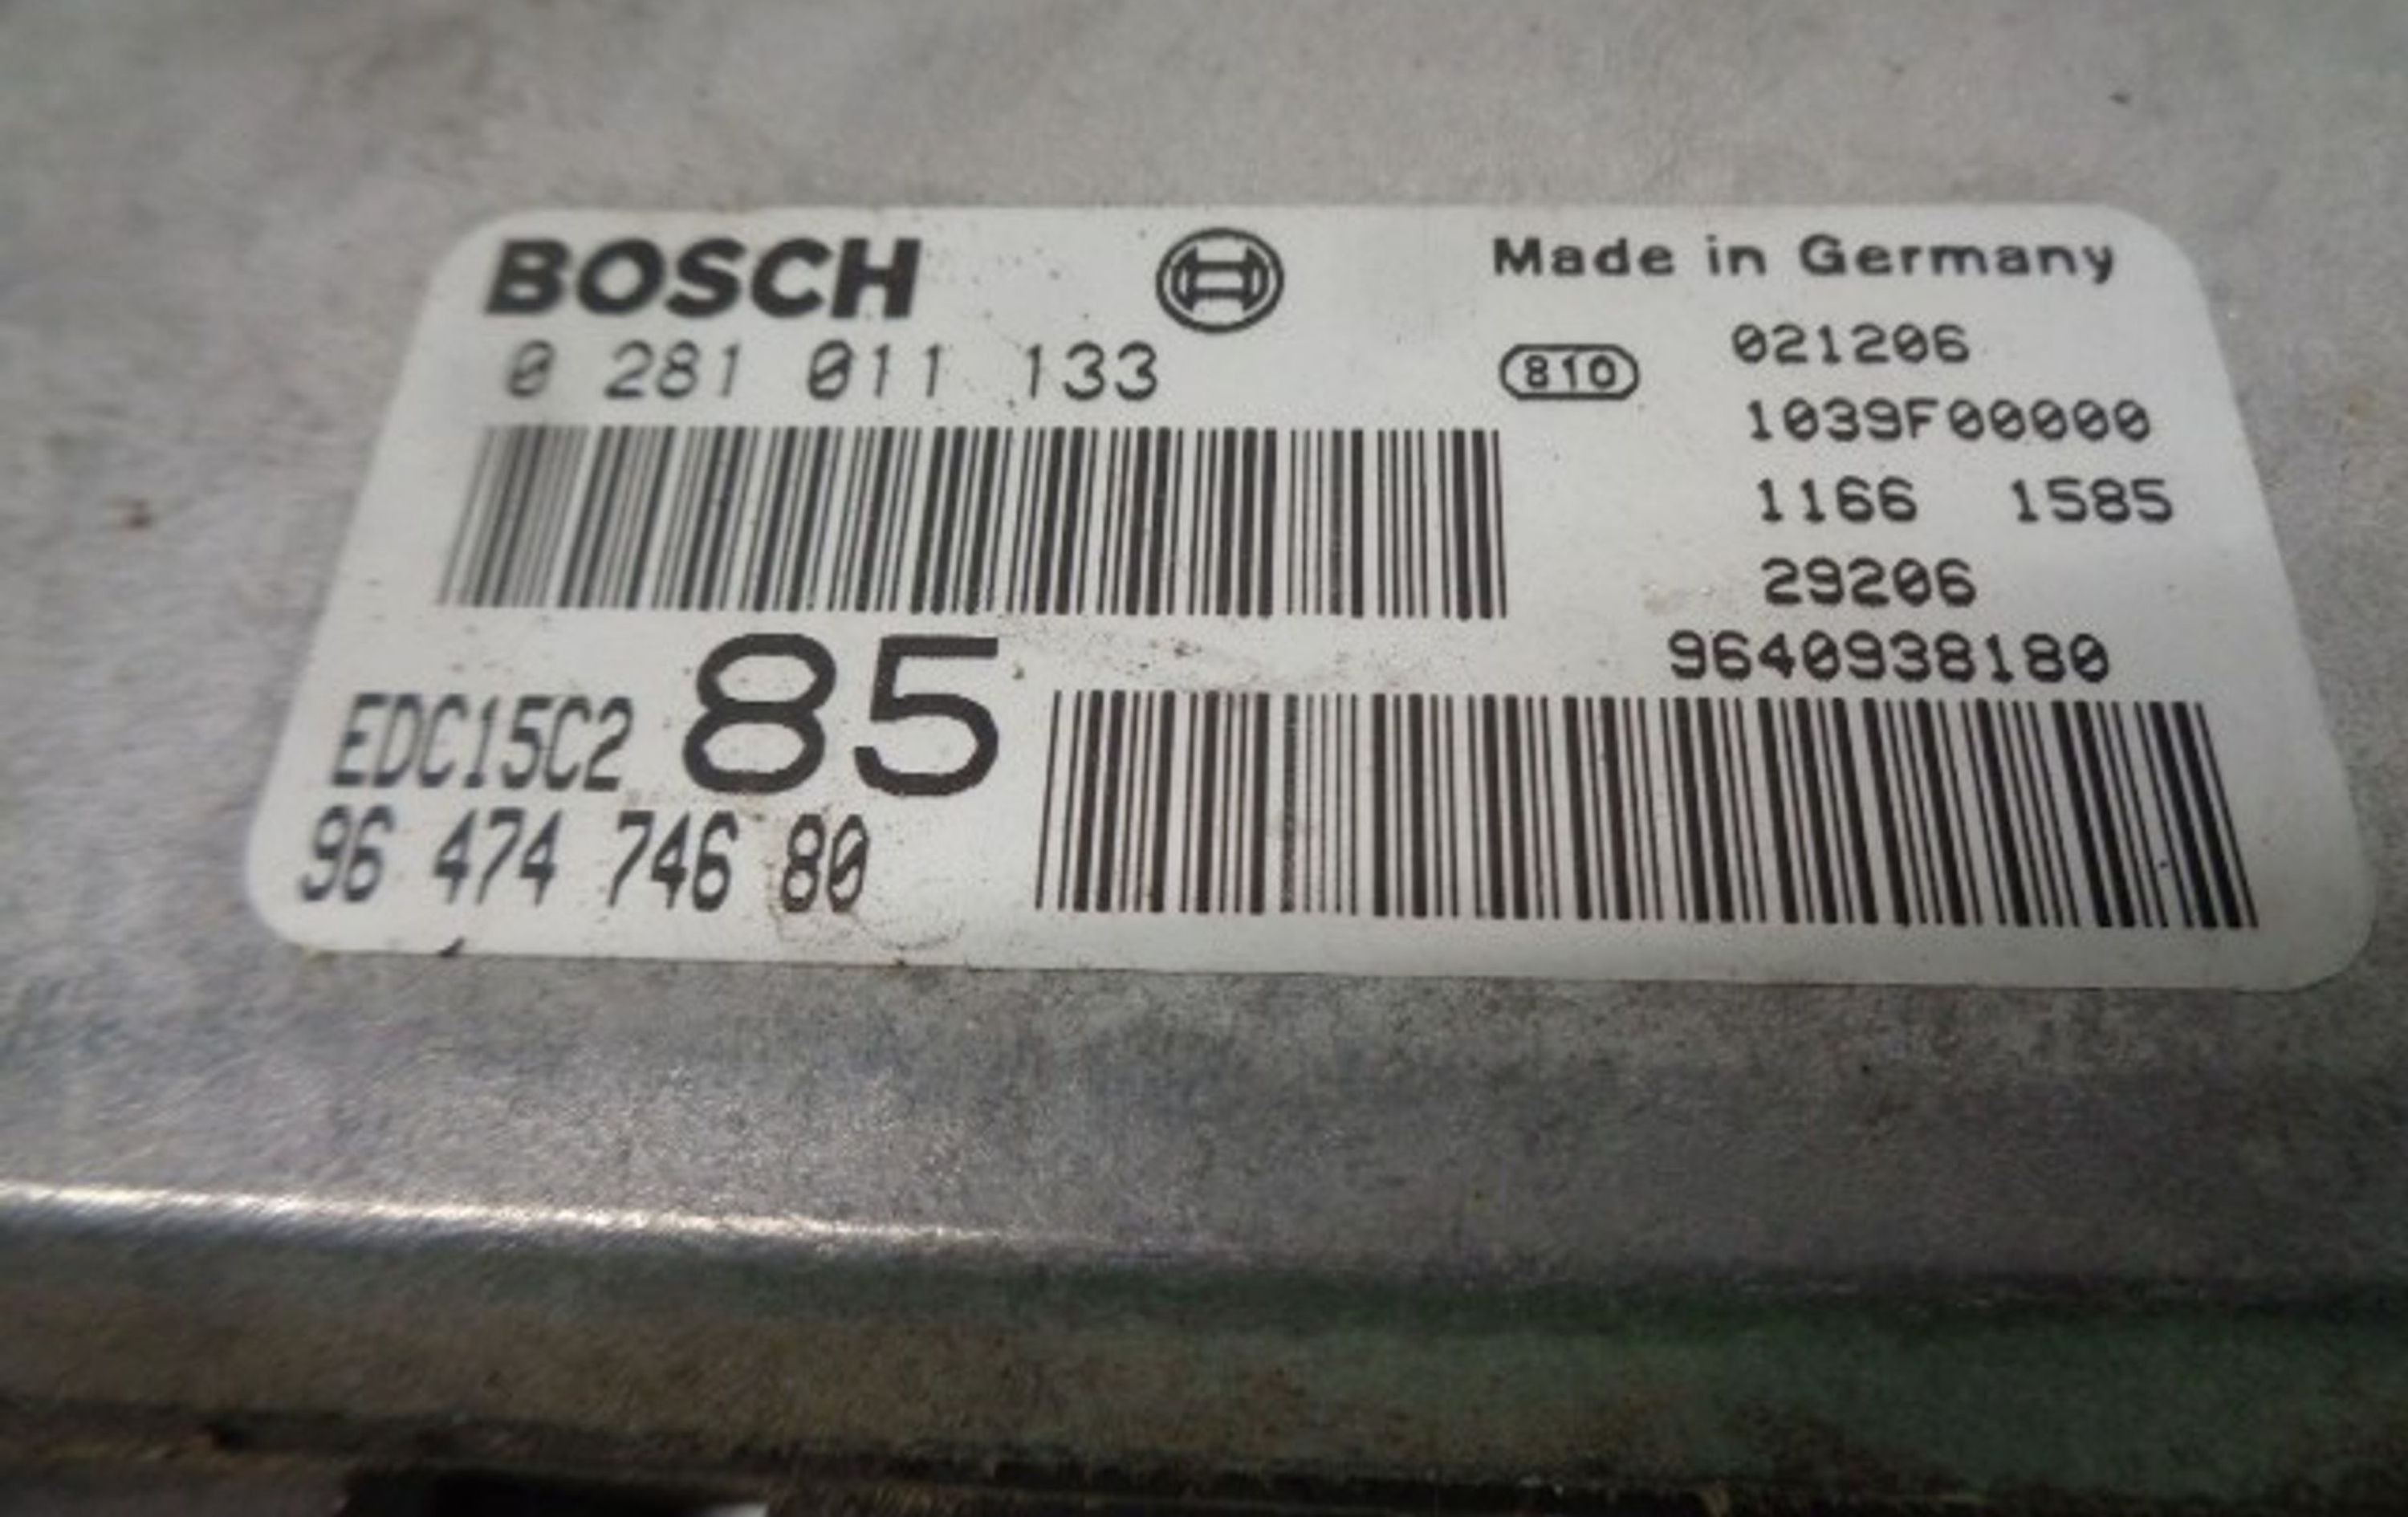 BOSCH
Made in Germany
0 281 011 133
810
021206
1039F00000
1166 1585
29206
9640938180
EDC15C2 85
96 474 746 80